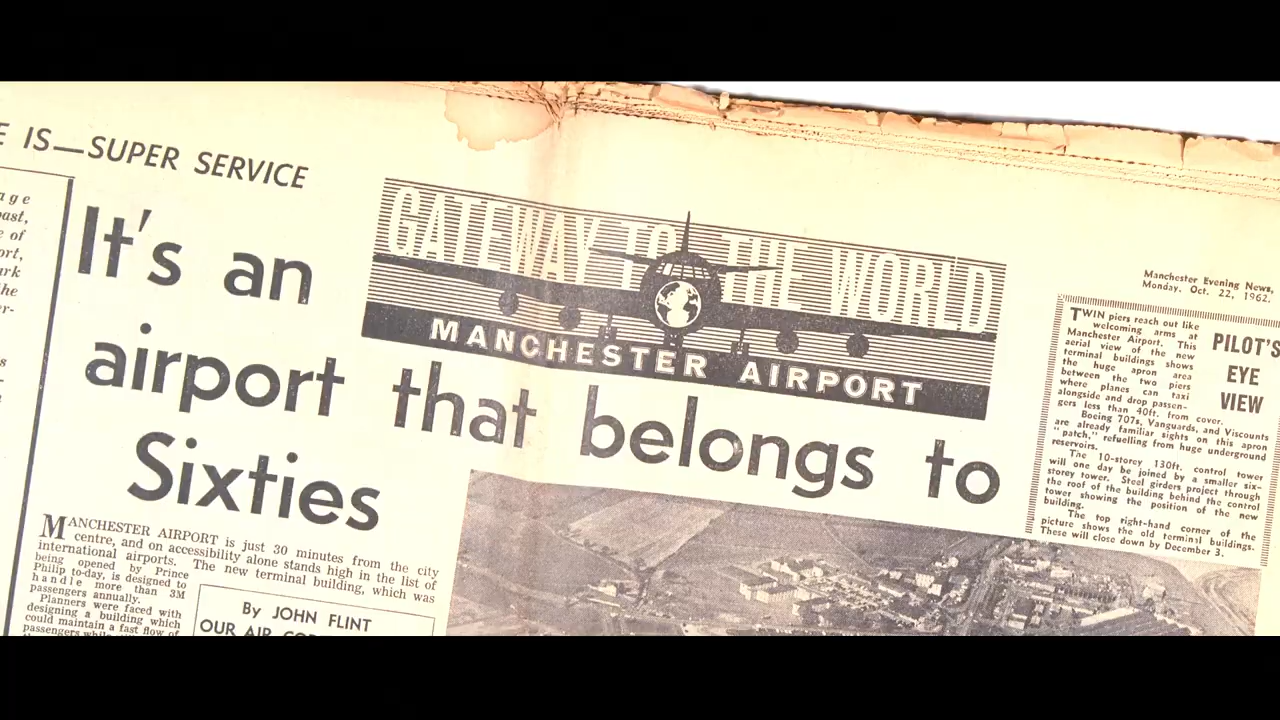 IS—SUPER SERVICE
It's an
airport that belongs to
Sixties
GATEWAY TO THE WORLD
MANCHESTER AIRPORT
Manchester Evening News,
Monday, Oct. 22, 1962.
TWIN piers reach out like
welcoming arms at
Manchester Airport. This
aerial view of the new
terminal buildings shows
the huge apron area
between the two piers
where planes can taxi
alongside and drop passen-
gers less than 40ft. from cover.
Boeing 707s, Vanguards, and Viscounts
are already familiar sights on this apron
"patch," refuelling from huge underground
reservoirs.
The 10-storey 130ft. control tower
will one day be joined by a smaller six-
storey tower. Steel girders project through
the roof of the building behind the control
tower showing the position of the new
building.
The top right-hand corner of the
picture shows the old terminal buildings.
These will close down by December 3.
PILOT'S
EYE
VIEW
MANCHESTER AIRPORT is just 30 minutes from the city
centre, and on accessibility alone stands high in the list of
international airports. The new terminal building, which was
being opened by Prince
Philip to-day, is designed to
handle more than 3M
passengers annually.
Planners were faced with
designing a building which
could maintain a fast flow of
passengers while
By JOHN FLINT
OUR AIR